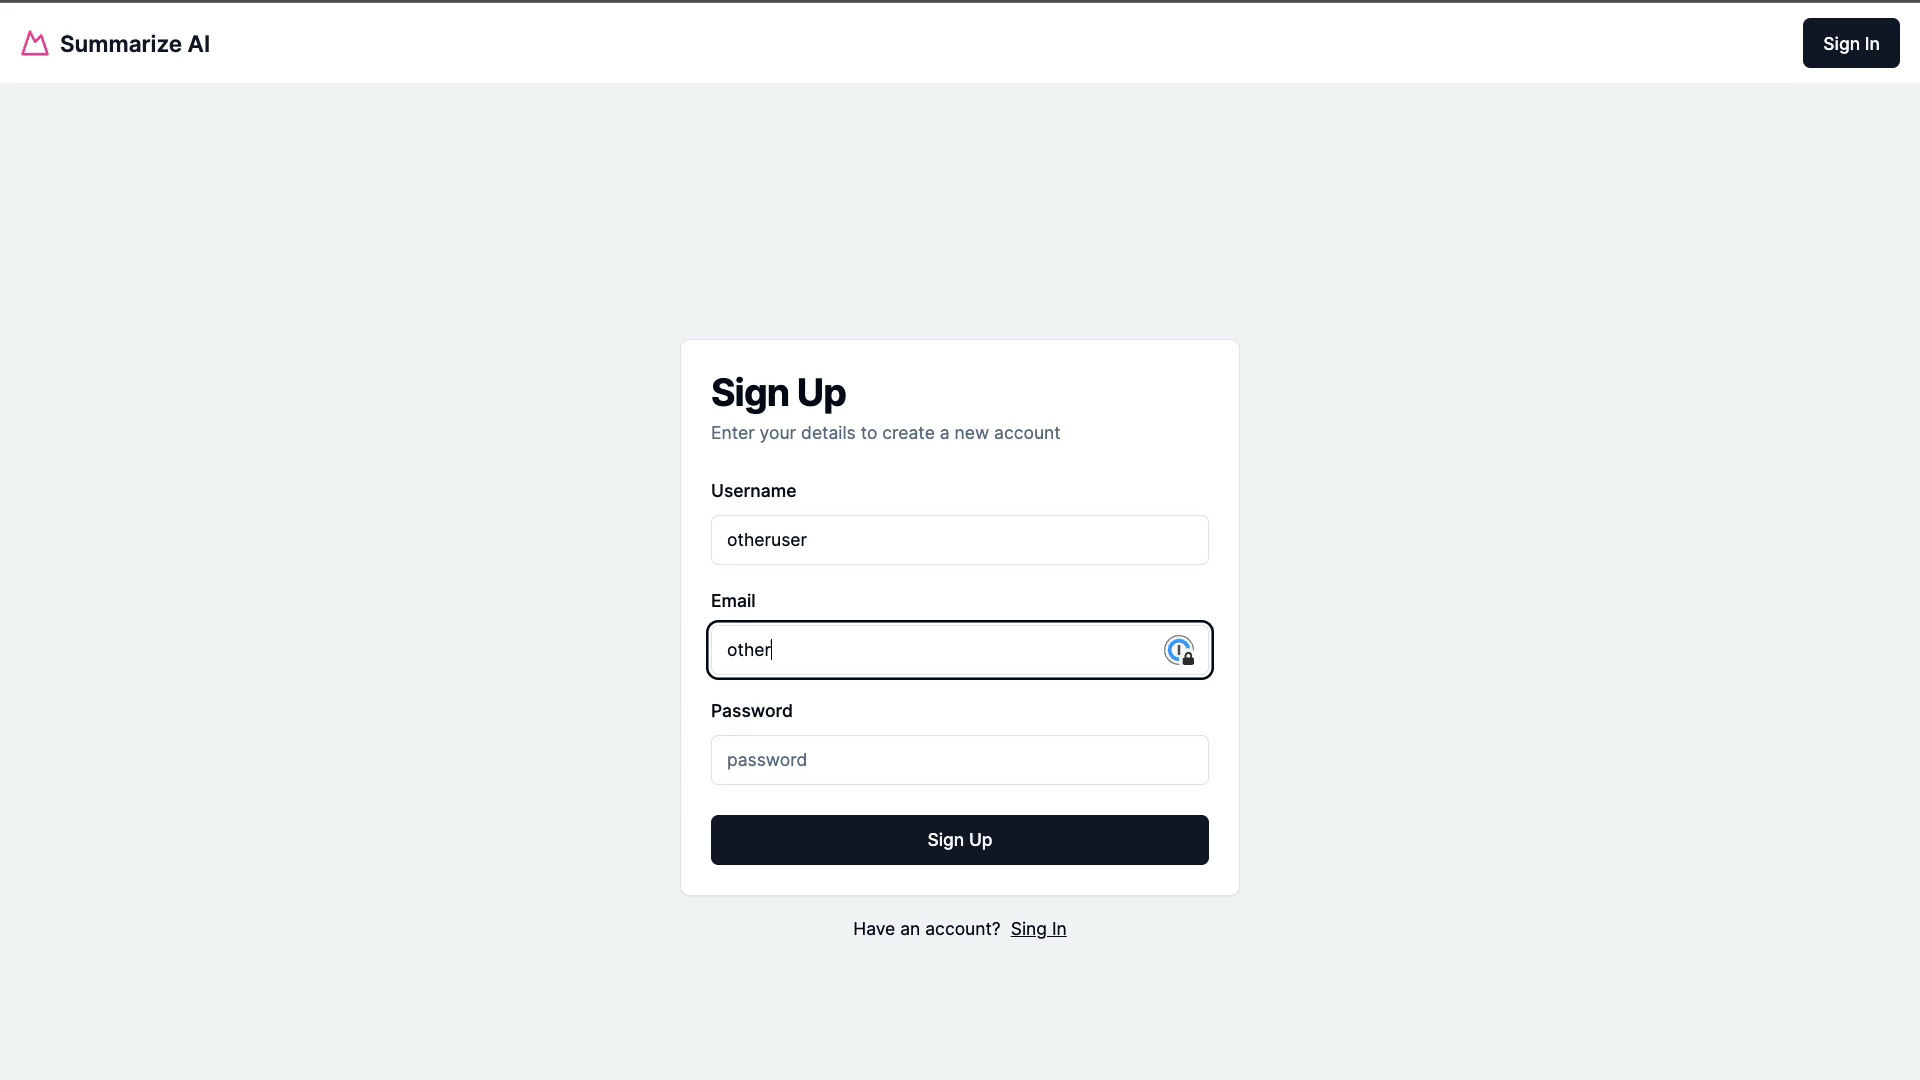 Summarize AI
Sign In
Sign Up
Enter your details to create a new account
Username
otheruser
Email
other
Password
password
Sign Up
Have an account? Sing In